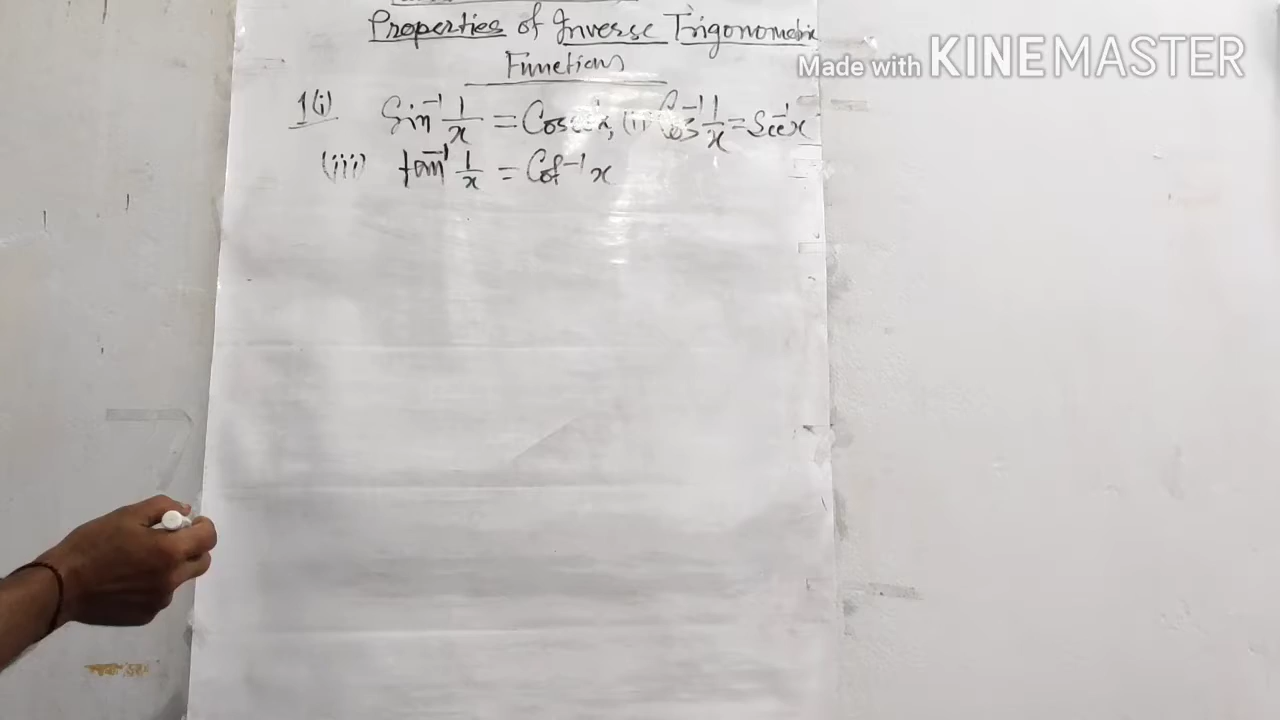 Properties of Inverse Trigonometric
Functions
Made with KINEMASTER
1(i) Sin⁻¹ 1/x = Cosec⁻¹x, (ii) Cos⁻¹ 1/x = Sec⁻¹x
(iii) tan⁻¹ 1/x = Cot⁻¹ x